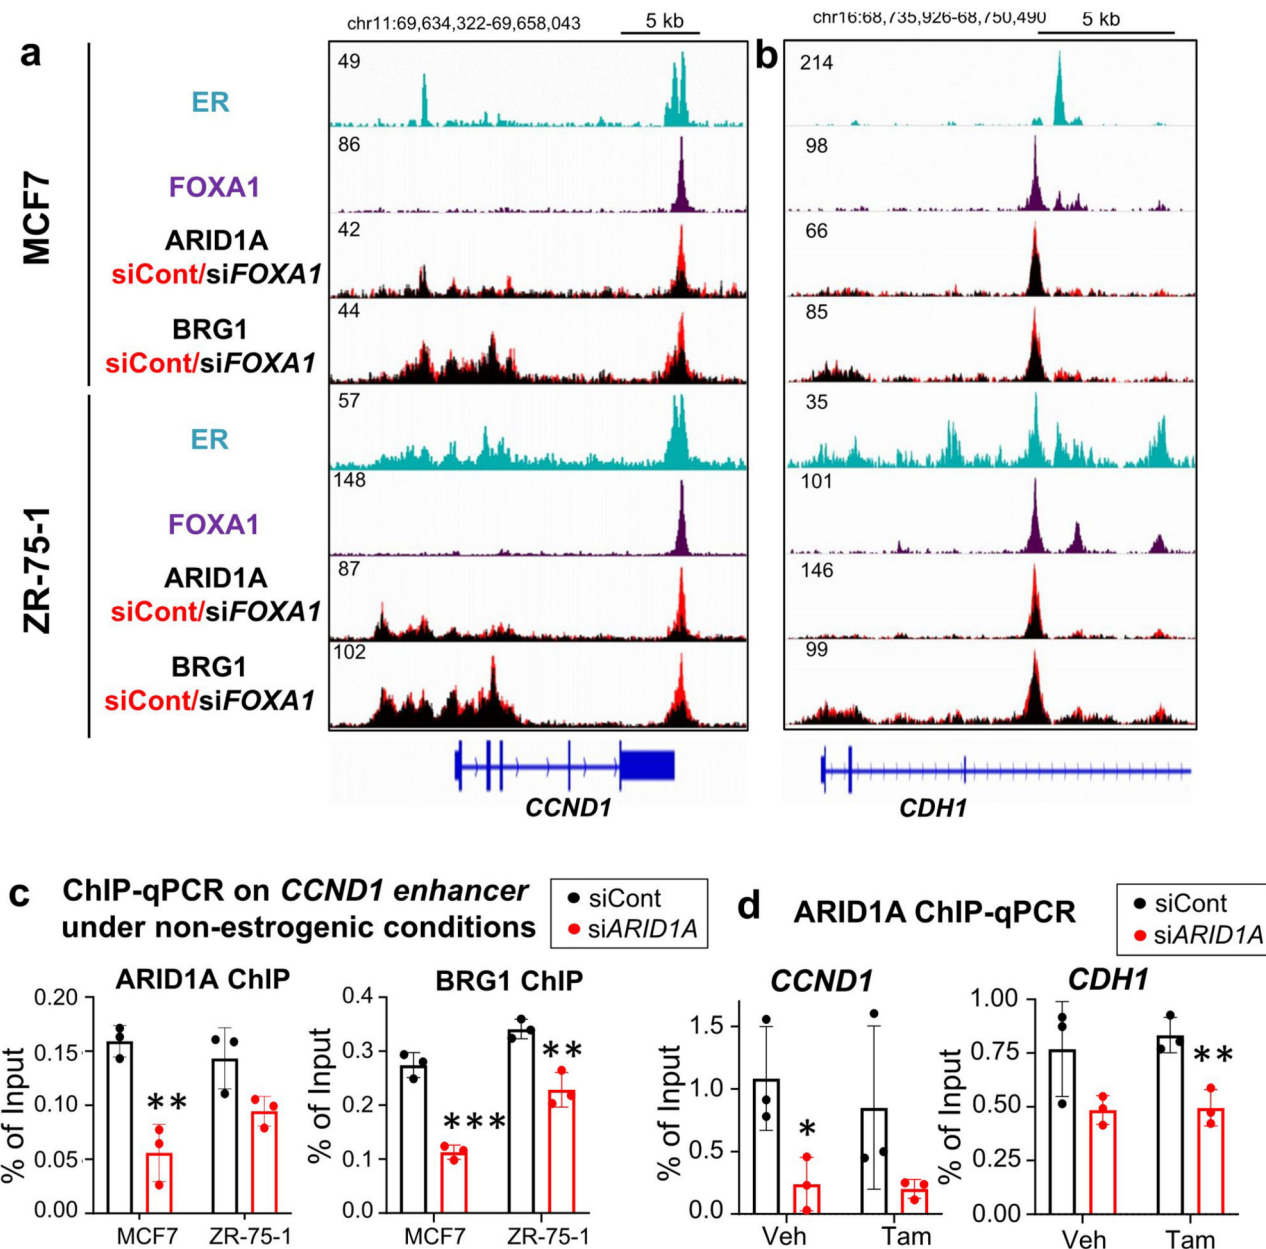 chr11:69,634,322-69,658,043
5 kb
chr16:68,735,926-68,750,490
5 kb
a
b
MCF7
ER
49
214
FOXA1
86
98
ARID1A
siCont/siFOXA1
42
66
BRG1
siCont/siFOXA1
44
85
ZR-75-1
ER
57
35
FOXA1
148
101
ARID1A
siCont/siFOXA1
87
146
BRG1
siCont/siFOXA1
102
99
CCND1
CDH1
c
ChIP-qPCR on CCND1 enhancer
under non-estrogenic conditions
siCont
siARID1A
ARID1A ChIP
% of Input
0.20
0.15
0.10
0.05
0.00
**
MCF7
ZR-75-1
BRG1 ChIP
% of Input
0.4
0.3
0.2
0.1
0.0
***
**
MCF7
ZR-75-1
d
ARID1A ChIP-qPCR
siCont
siARID1A
CCND1
% of Input
1.5
1.0
0.5
0.0
*
Veh
Tam
CDH1
% of Input
1.00
0.75
0.50
0.25
0.00
**
Veh
Tam